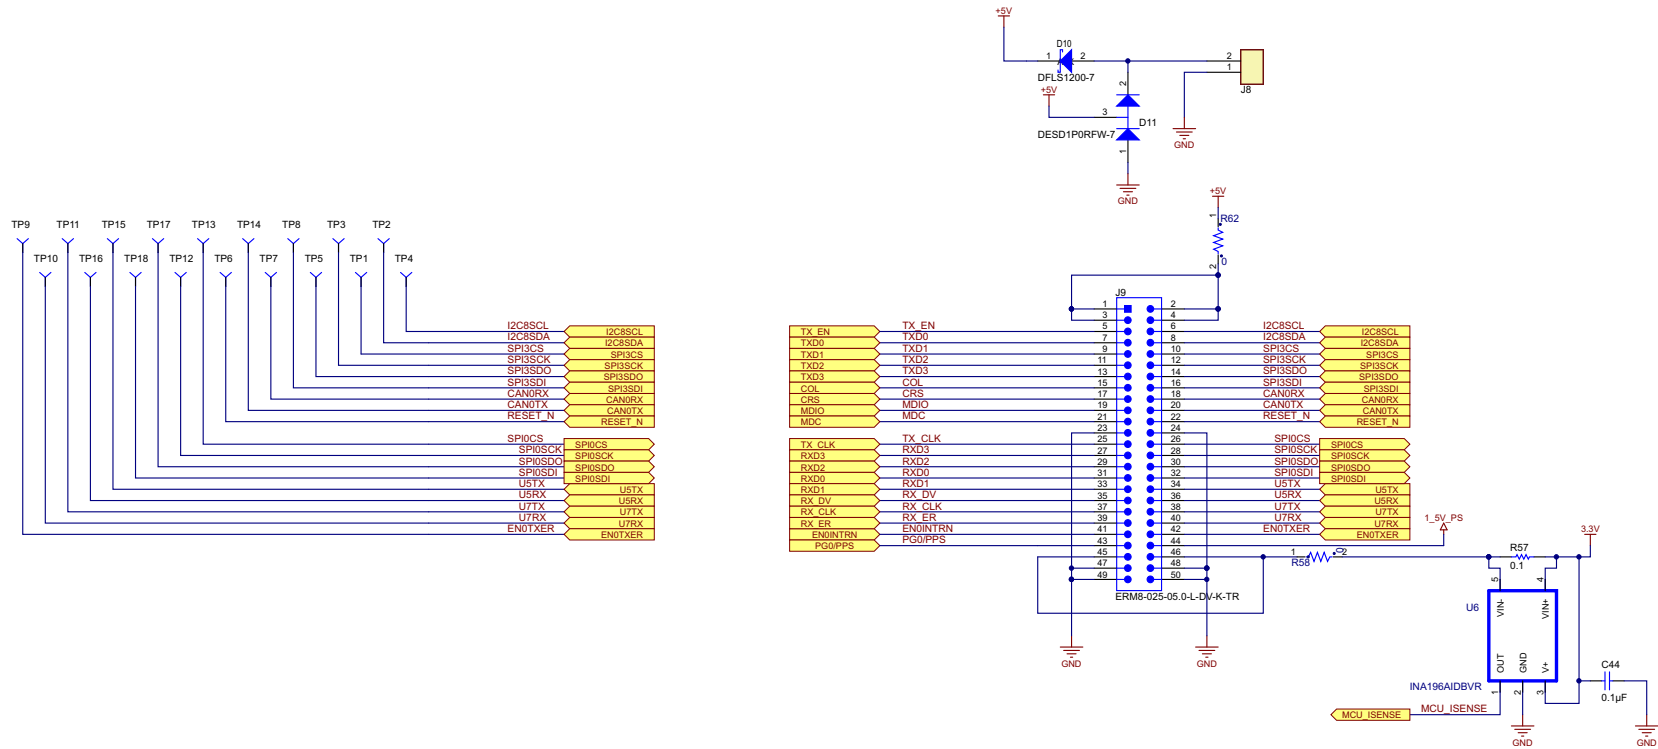 +5V
D10
1 2
DFLS1200-7
2
1
J8
+5V
2
3
D11
DESD1P0RFW-7
1
GND
GND
+5V
1
R62
0
2
TP9 TP11 TP15 TP17 TP13 TP14 TP8 TP3 TP2
TP10 TP16 TP18 TP12 TP6 TP7 TP5 TP1 TP4
I2C8SCL I2C8SCL
I2C8SDA I2C8SDA
SPI3CS SPI3CS
SPI3SCK SPI3SCK
SPI3SDO SPI3SDO
SPI3SDI SPI3SDI
CAN0RX CAN0RX
CAN0TX CAN0TX
RESET_N RESET_N
SPI0CS SPI0CS
SPI0SCK SPI0SCK
SPI0SDO SPI0SDO
SPI0SDI SPI0SDI
U5TX U5TX
U5RX U5RX
U7TX U7TX
U7RX U7RX
EN0TXER EN0TXER
J9
1 2
3 4
TX_EN TX_EN 5 6 I2C8SCL I2C8SCL
TXD0 TXD0 7 8 I2C8SDA I2C8SDA
TXD1 TXD1 9 10 SPI3CS SPI3CS
TXD2 TXD2 11 12 SPI3SCK SPI3SCK
TXD3 TXD3 13 14 SPI3SDO SPI3SDO
COL COL 15 16 SPI3SDI SPI3SDI
CRS CRS 17 18 CAN0RX CAN0RX
MDIO MDIO 19 20 CAN0TX CAN0TX
MDC MDC 21 22 RESET_N RESET_N
23 24
TX_CLK TX_CLK 25 26 SPI0CS SPI0CS
RXD3 RXD3 27 28 SPI0SCK SPI0SCK
RXD2 RXD2 29 30 SPI0SDO SPI0SDO
RXD0 RXD0 31 32 SPI0SDI SPI0SDI
RXD1 RXD1 33 34 U5TX U5TX
RX_DV RX_DV 35 36 U5RX U5RX
RX_CLK RX_CLK 37 38 U7TX U7TX
RX_ER RX_ER 39 40 U7RX U7RX
EN0INTRN EN0INTRN 41 42 EN0TXER EN0TXER
PG0/PPS PG0/PPS 43 44
45 46
47 48
49 50
ERM8-025-05.0-L-DV-K-TR
GND
GND
1_5V_PS
3.3V
1 0 2
R58
R57
0.1
5 4
U6
VIN- VIN+
OUT GND V+
1 2 3
INA196AIDBVR
C44
0.1µF
MCU_ISENSE MCU_ISENSE
GND
GND